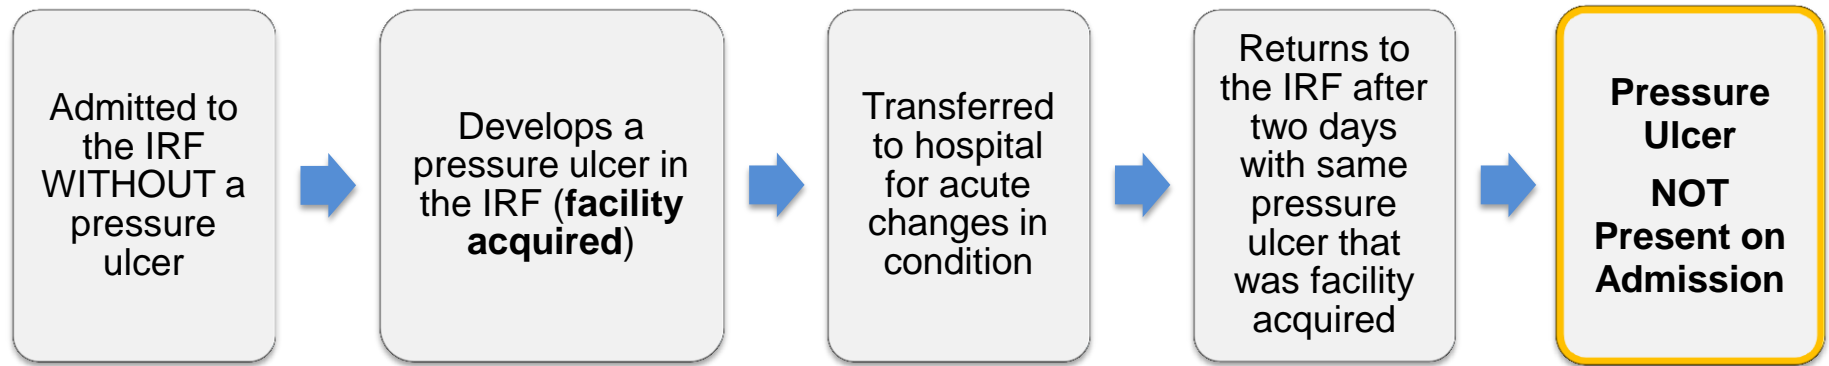 Admitted to
the IRF
WITHOUT a
pressure
ulcer
Develops a
pressure ulcer in
the IRF (facility
acquired)
Transferred
to hospital
for acute
changes in
condition
Returns to
the IRF after
two days
with same
pressure
ulcer that
was facility
acquired
Pressure
Ulcer
NOT
Present on
Admission